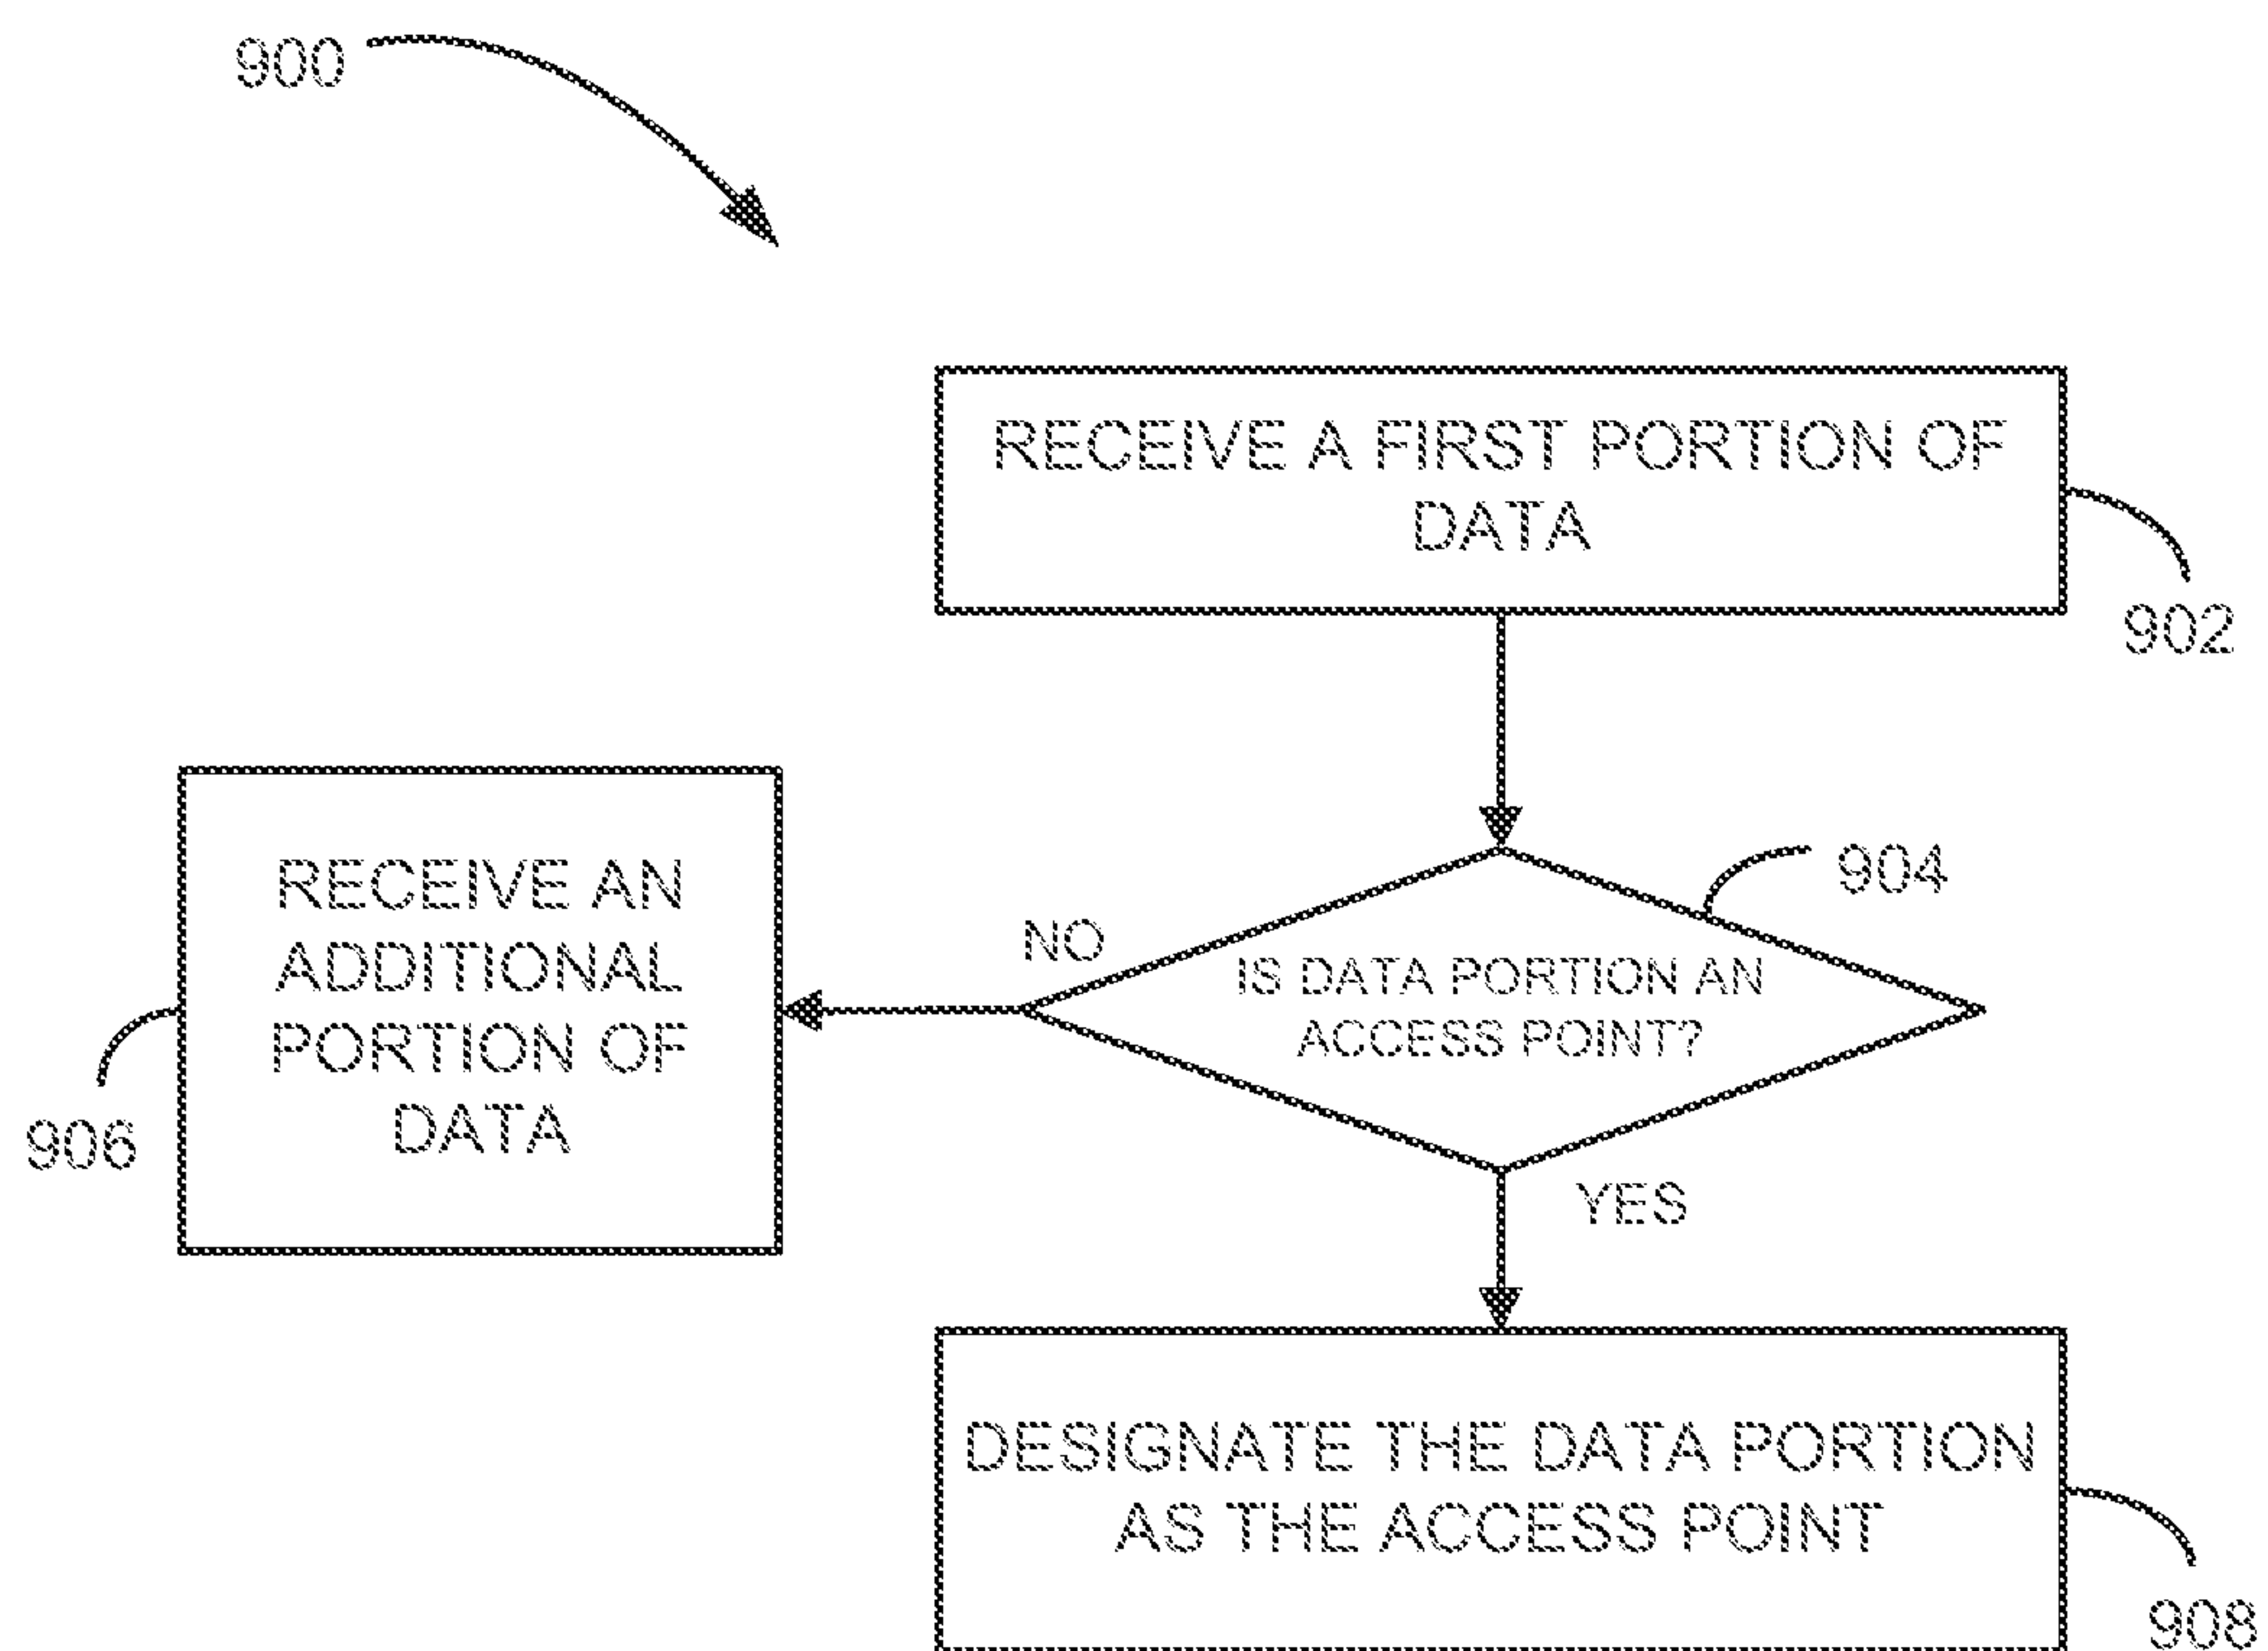 900
RECEIVE A FIRST PORTION OF
DATA
902
904
NO
IS DATA PORTION AN
ACCESS POINT?
RECEIVE AN
ADDITIONAL
PORTION OF
DATA
906
YES
DESIGNATE THE DATA PORTION
AS THE ACCESS POINT
908